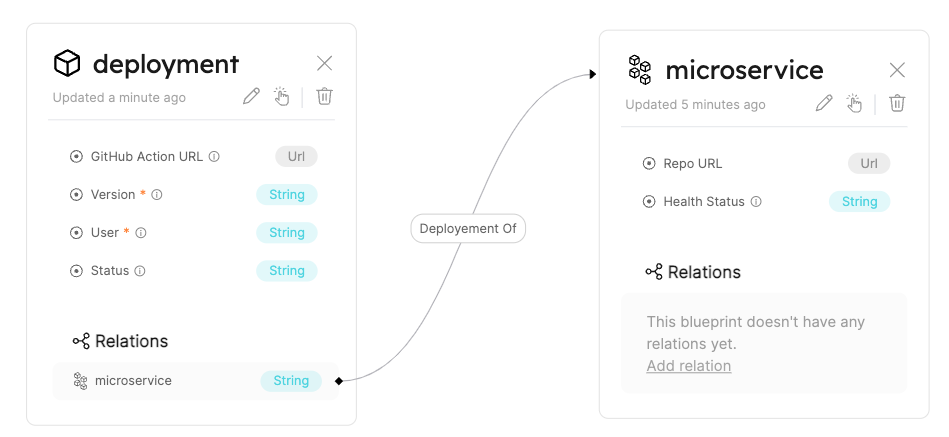 deployment
Updated a minute ago
GitHub Action URL Url
Version * String
User * String
Status String
Relations
microservice String
Deployement Of
microservice
Updated 5 minutes ago
Repo URL Url
Health Status String
Relations
This blueprint doesn't have any
relations yet.
Add relation